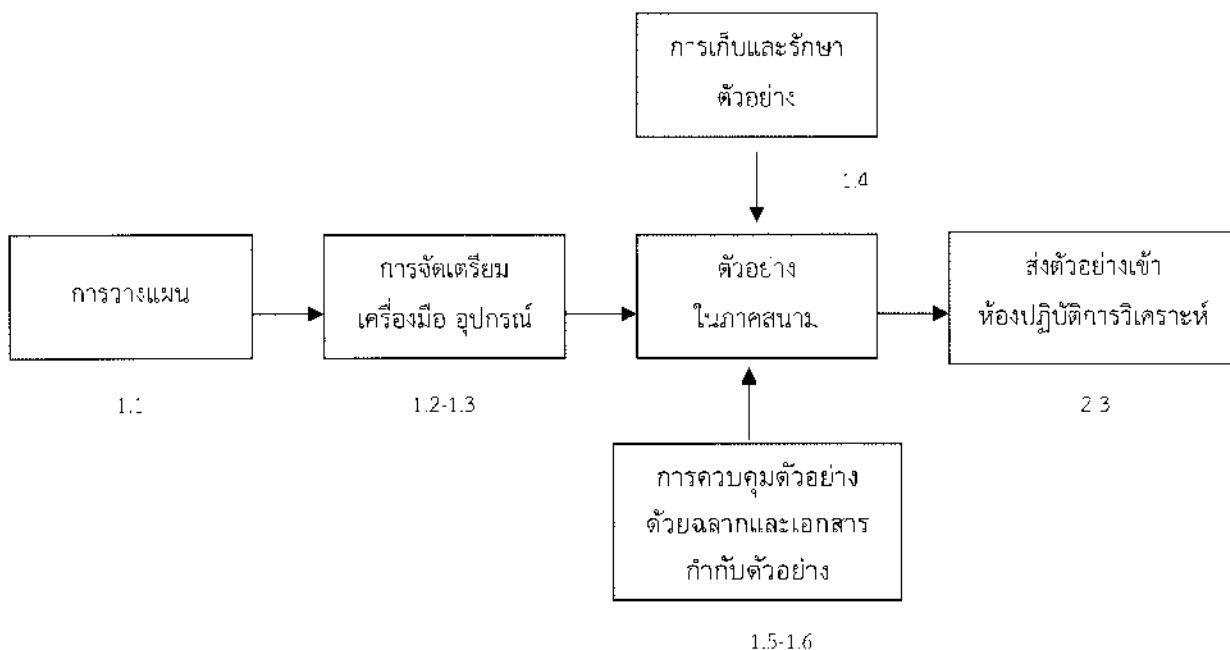 การเก็บและรักษา
ตัวอย่าง
1.4
การวางแผน
1.1
การจัดเตรียม
เครื่องมือ อุปกรณ์
1.2-1.3
ตัวอย่าง
ในภาคสนาม
ส่งตัวอย่างเข้า
ห้องปฏิบัติการวิเคราะห์
2.3
การควบคุมตัวอย่าง
ด้วยฉลากและเอกสาร
กำกับตัวอย่าง
1.5-1.6